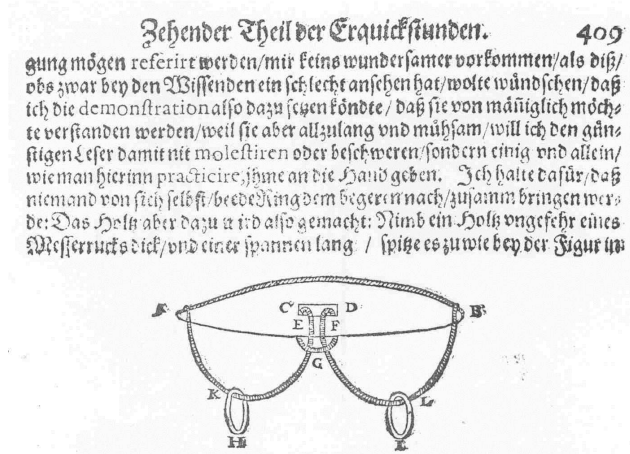 Zehender Theil der Erquickstunden. 409
gung mögen referirt werden/mir keins wundersamer vorkommen/als diß/
obs zwar bey den Wissenden ein schlecht ansehen hat/wolte wündschen/daß
ich die demonstration also dazu setzen köndte/daß sie von mäniglich möch-
te verstanden werden/weil sie aber allzulang vnd mühsam/will ich den gün-
stigen Leser damit nit molestiren oder beschweren/sondern einig vnd allein/
wie man hierinn practicire, jhme an die Hand geben. Ich halte dafür/daß
niemand von sich selbst/beede Ring dem begeren nach/zusamm bringen wer-
de: Das Holtz aber dazu wird also gemacht: Nimb ein Holtz vngefehr eines
Messerrucks dick/vnd einer spannen lang / spitze es zu wie bey der Figur in
A C D B
E F
G
K L
H I